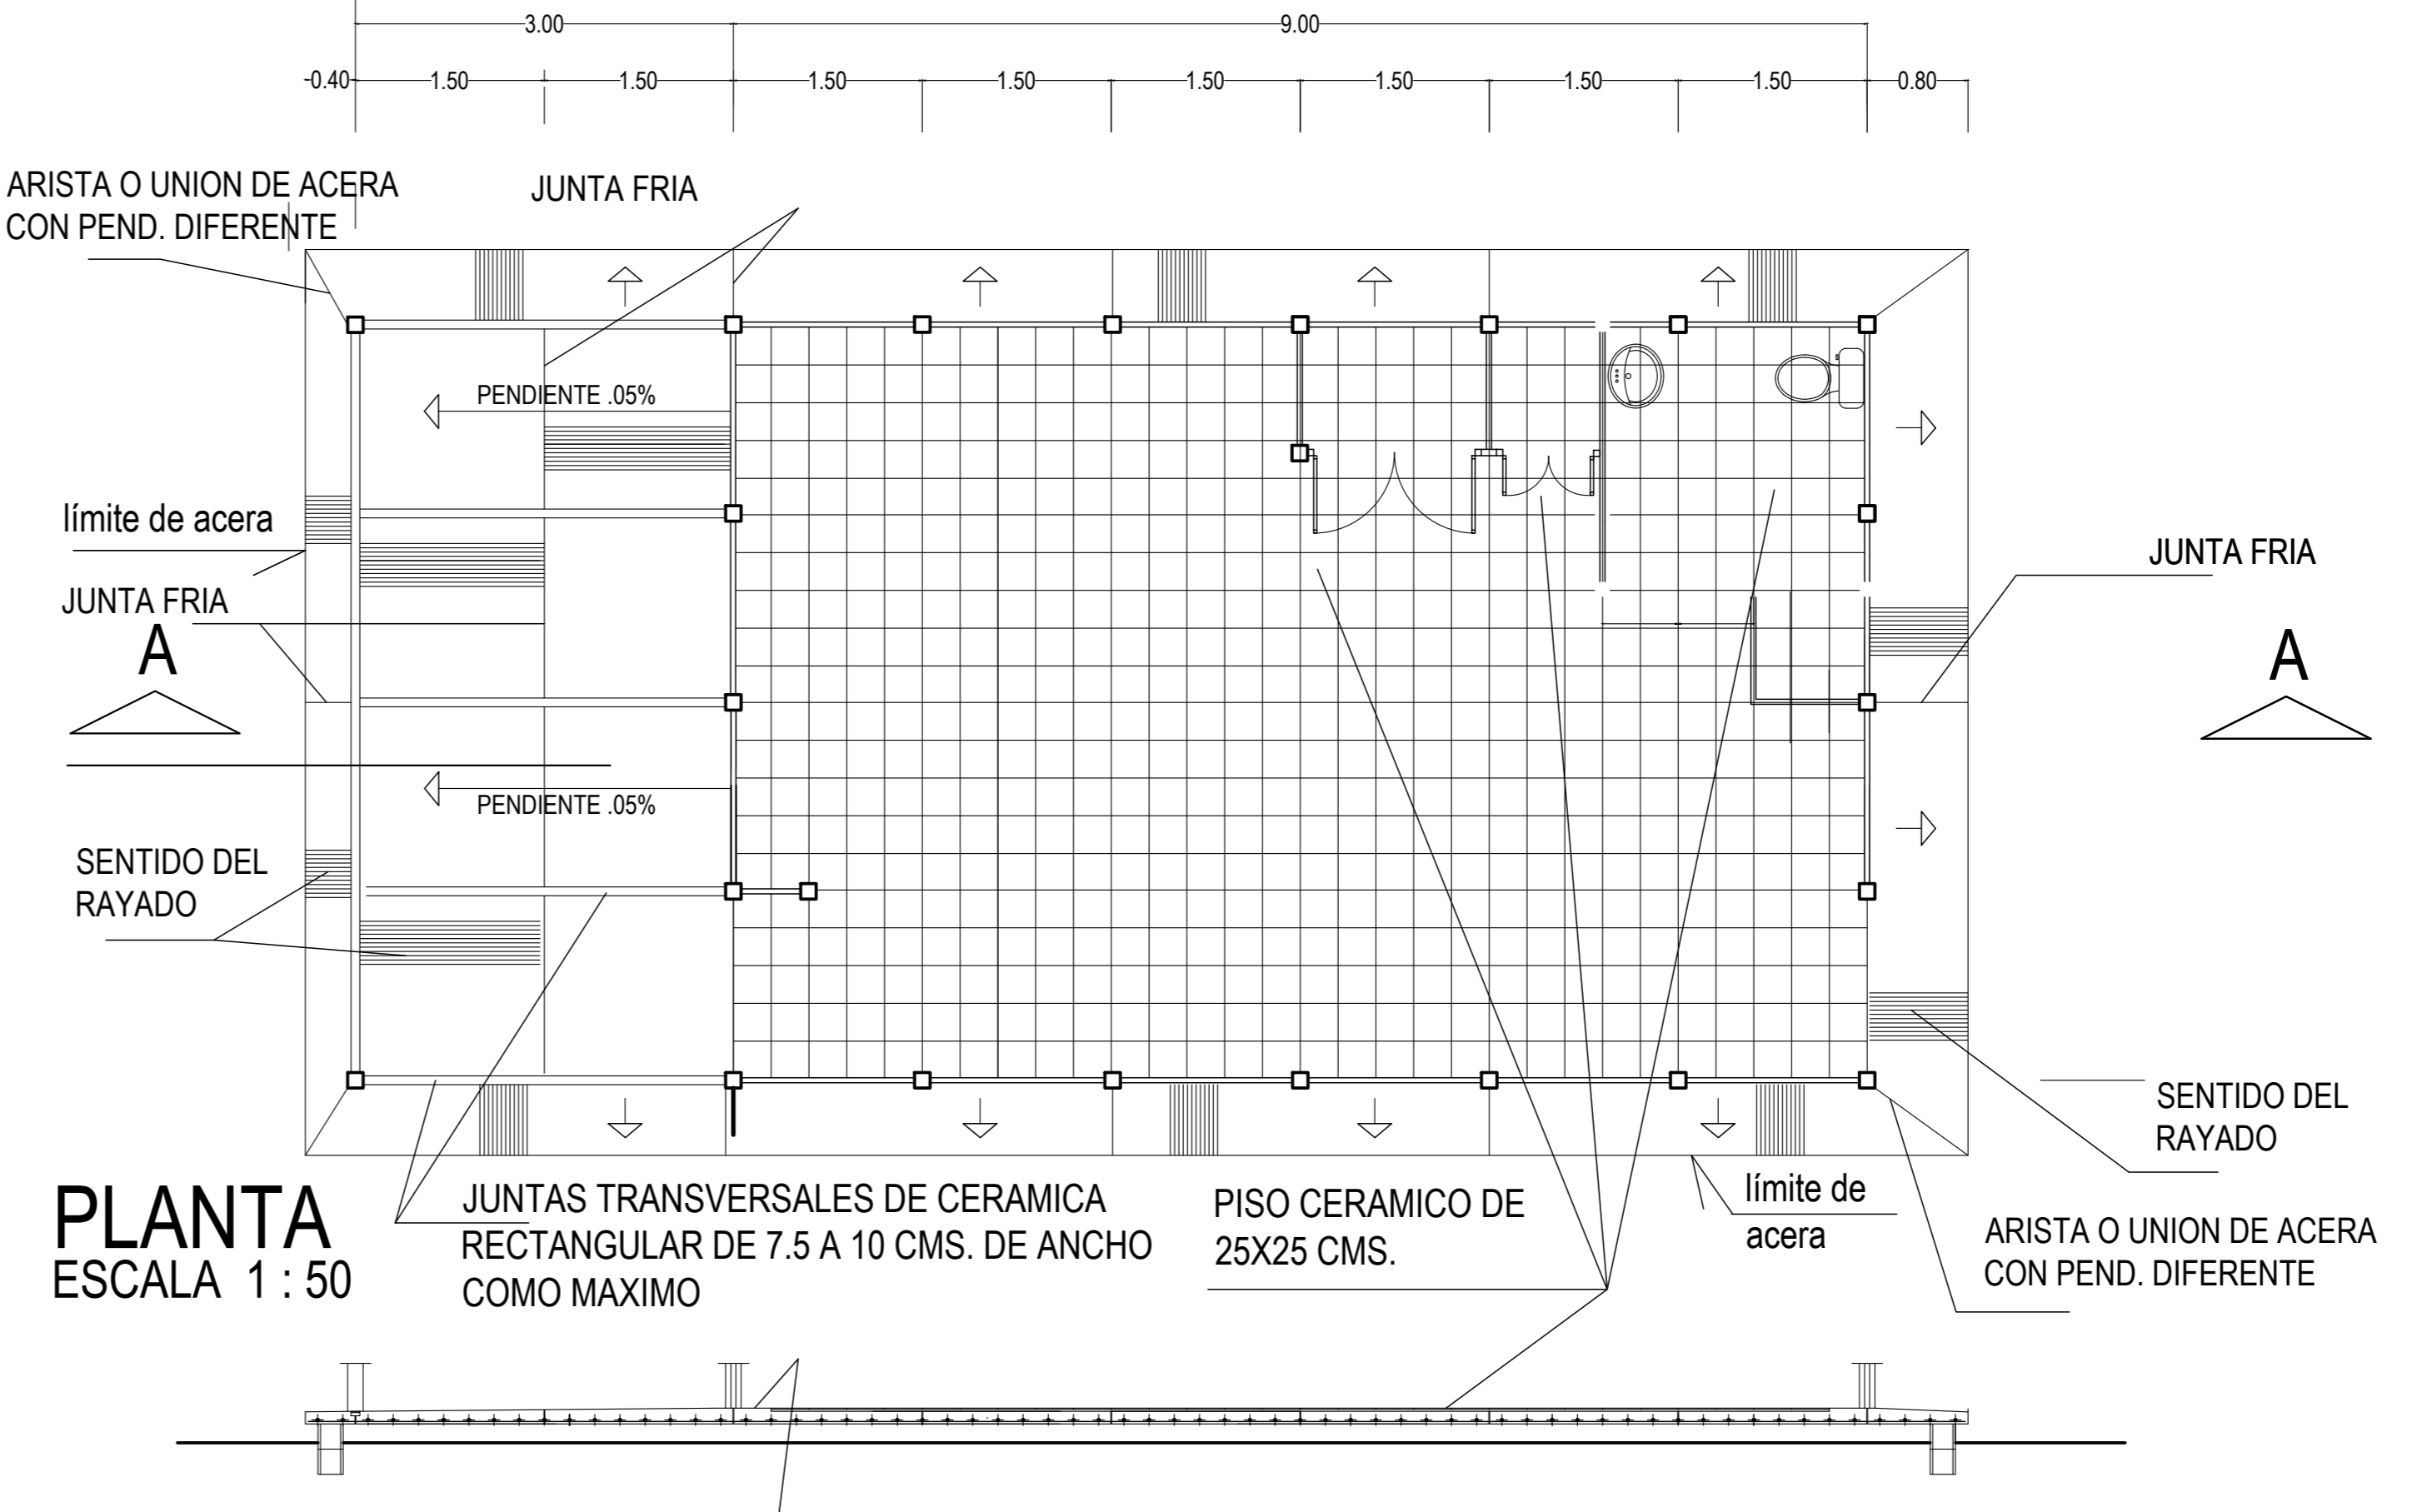 3.00 9.00
0.40 1.50 1.50 1.50 1.50 1.50 1.50 1.50 1.50 0.80
ARISTA O UNION DE ACERA
CON PEND. DIFERENTE
JUNTA FRIA
PENDIENTE .05%
límite de acera
JUNTA FRIA
JUNTA FRIA
A
A
PENDIENTE .05%
SENTIDO DEL
RAYADO
SENTIDO DEL
RAYADO
PLANTA
ESCALA 1 : 50
JUNTAS TRANSVERSALES DE CERAMICA
RECTANGULAR DE 7.5 A 10 CMS. DE ANCHO
COMO MAXIMO
PISO CERAMICO DE
25X25 CMS.
límite de
acera
ARISTA O UNION DE ACERA
CON PEND. DIFERENTE